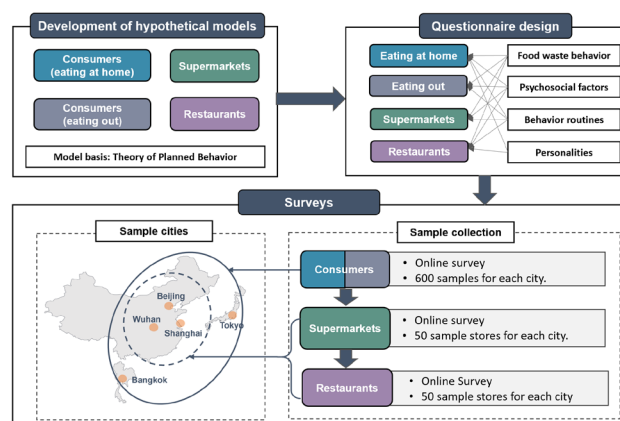 Development of hypothetical models
Consumers
(eating at home)
Supermarkets
Consumers
(eating out)
Restaurants
Model basis: Theory of Planned Behavior
Questionnaire design
Eating at home
Eating out
Supermarkets
Restaurants
Food waste behavior
Psychosocial factors
Behavior routines
Personalities
Surveys
Sample cities
Beijing
Wuhan
Shanghai
Tokyo
Bangkok
Sample collection
Consumers
• Online survey
• 600 samples for each city.
Supermarkets
• Online survey
• 50 sample stores for each city.
Restaurants
• Online Survey
• 50 sample stores for each city